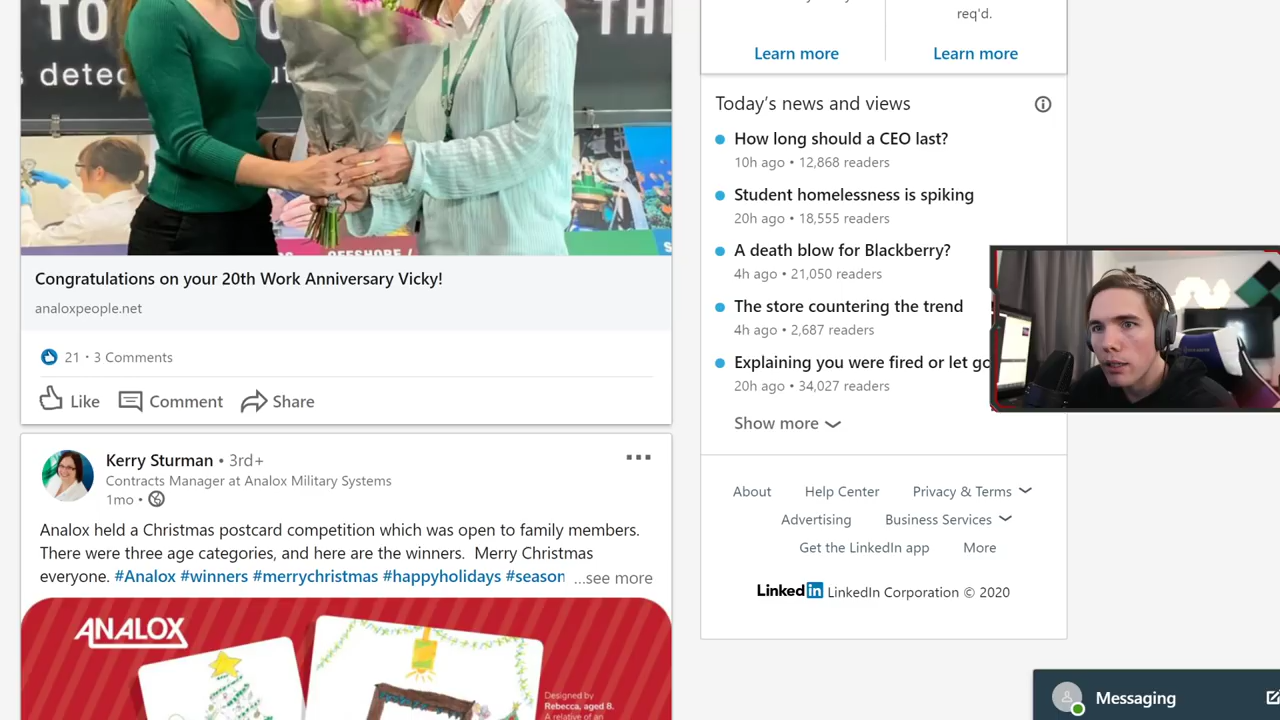 TO
THE
s detec
OFFSHORE /
Congratulations on your 20th Work Anniversary Vicky!
analoxpeople.net
21 • 3 Comments
Like
Comment
Share
Kerry Sturman • 3rd+
Contracts Manager at Analox Military Systems
1mo •
Analox held a Christmas postcard competition which was open to family members.
There were three age categories, and here are the winners. Merry Christmas
everyone. #Analox #winners #merrychristmas #happyholidays #season ...see more
ANALOX
Designed by
Rebecca, aged 8.
A relative of an
req'd.
Learn more
Learn more
Today's news and views
How long should a CEO last?
10h ago • 12,868 readers
Student homelessness is spiking
20h ago • 18,555 readers
A death blow for Blackberry?
4h ago • 21,050 readers
The store countering the trend
4h ago • 2,687 readers
Explaining you were fired or let go
20h ago • 34,027 readers
Show more
About Help Center Privacy & Terms
Advertising Business Services
Get the LinkedIn app More
LinkedIn LinkedIn Corporation © 2020
Messaging